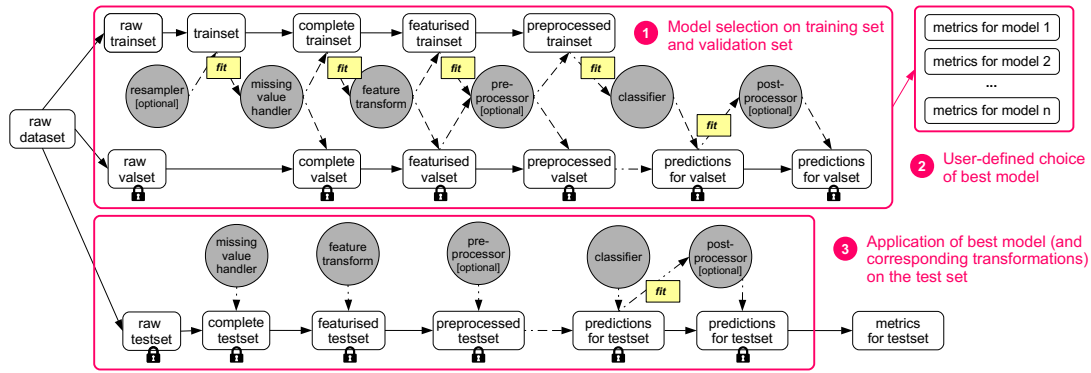 raw
trainset
trainset
complete
trainset
featurised
trainset
preprocessed
trainset
1
Model selection on training set
and validation set
metrics for model 1
metrics for model 2
...
metrics for model n
fit
fit
fit
fit
resampler
[optional]
missing
value
handler
feature
transform
pre-
processor
[optional]
classifier
post-
processor
[optional]
fit
raw
dataset
raw
valset
complete
valset
featurised
valset
preprocessed
valset
predictions
for valset
predictions
for valset
2
User-defined choice
of best model
missing
value
handler
feature
transform
pre-
processor
[optional]
classifier
post-
processor
[optional]
fit
3
Application of best model (and
corresponding transformations)
on the test set
raw
testset
complete
testset
featurised
testset
preprocessed
testset
predictions
for testset
predictions
for testset
metrics
for testset